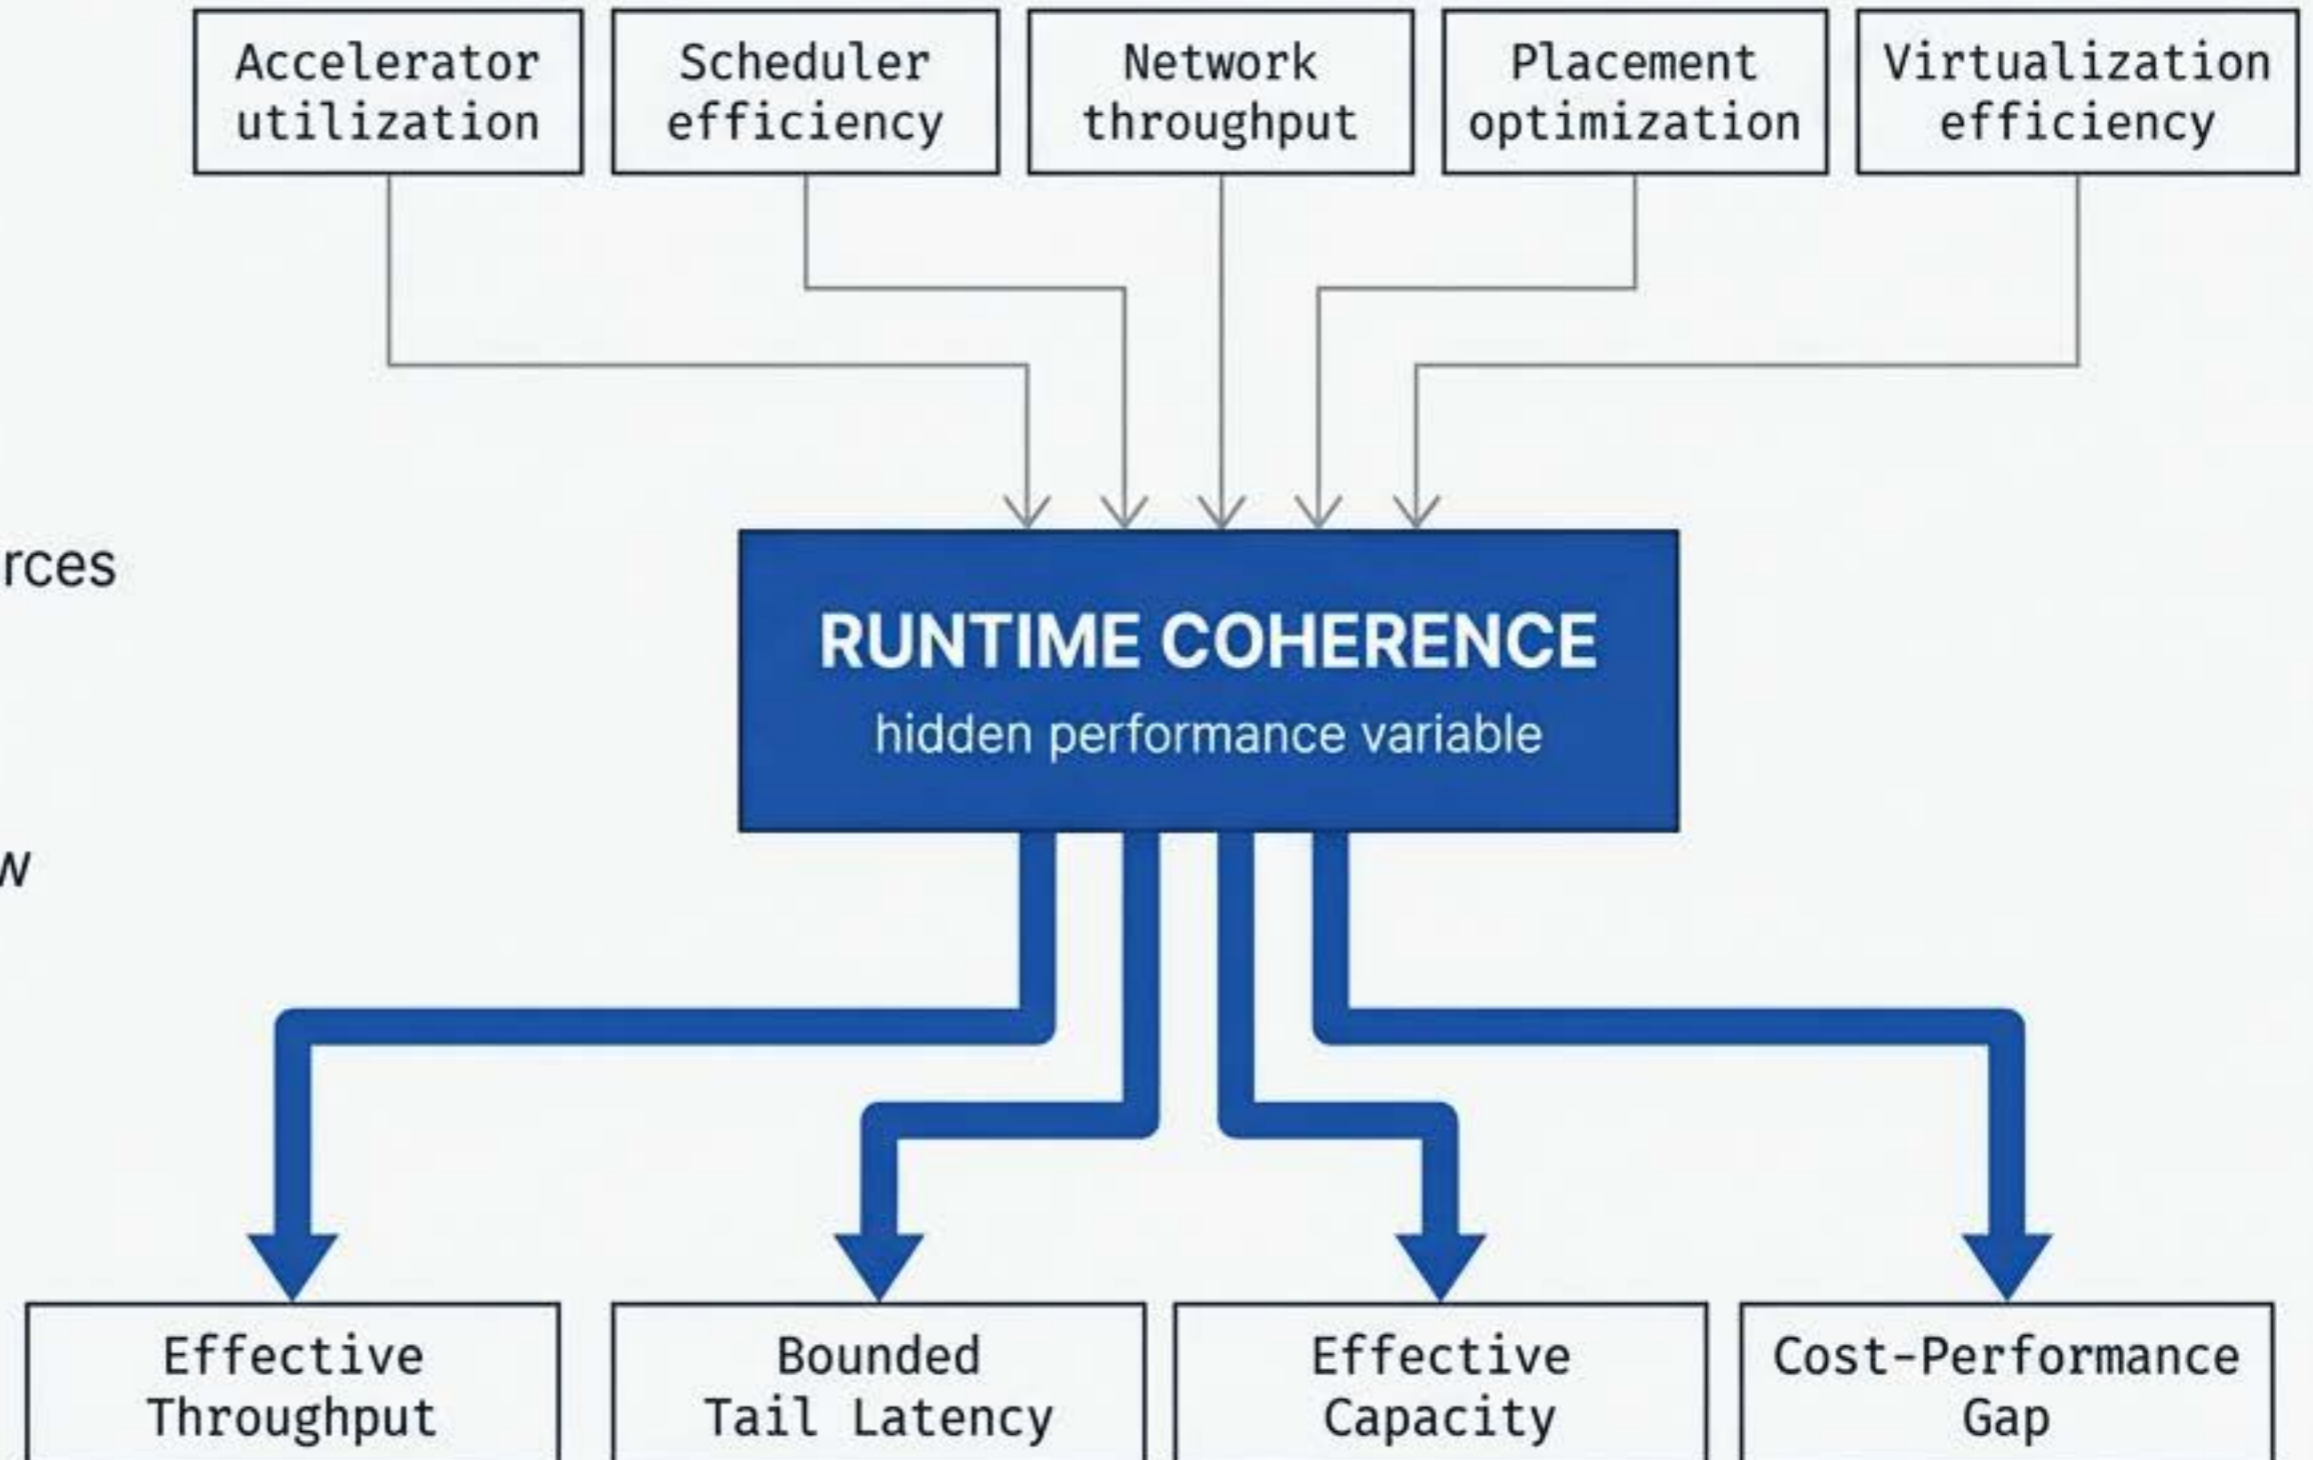 Accelerator
utilization
Scheduler
efficiency
Network
throughput
Placement
optimization
Virtualization
efficiency
rces
RUNTIME COHERENCE
hidden performance variable
w
Effective
Throughput
Bounded
Tail Latency
Effective
Capacity
Cost-Performance
Gap